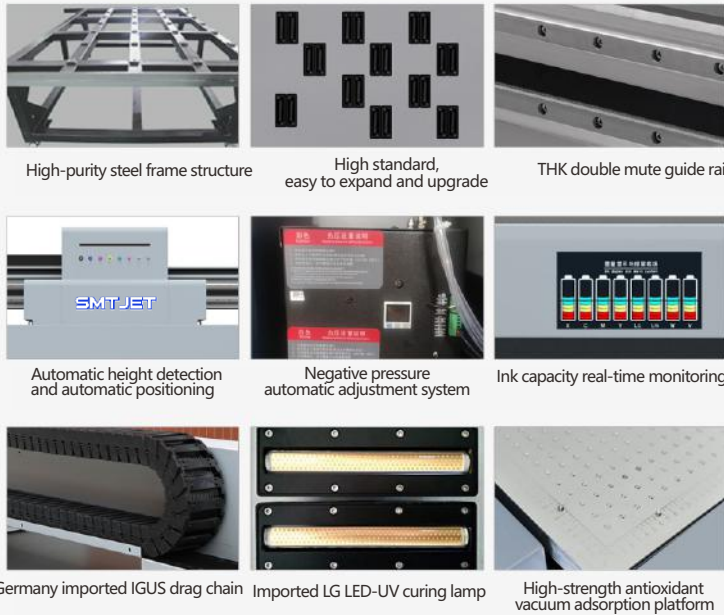 High-purity steel frame structure
High standard,
easy to expand and upgrade
THK double mute guide rai
SMTJET
Automatic height detection
and automatic positioning
Negative pressure
automatic adjustment system
K C M Y LC LM W V
Ink capacity real-time monitoring
Germany imported IGUS drag chain
Imported LG LED-UV curing lamp
High-strength antioxidant
vacuum adsorption platform